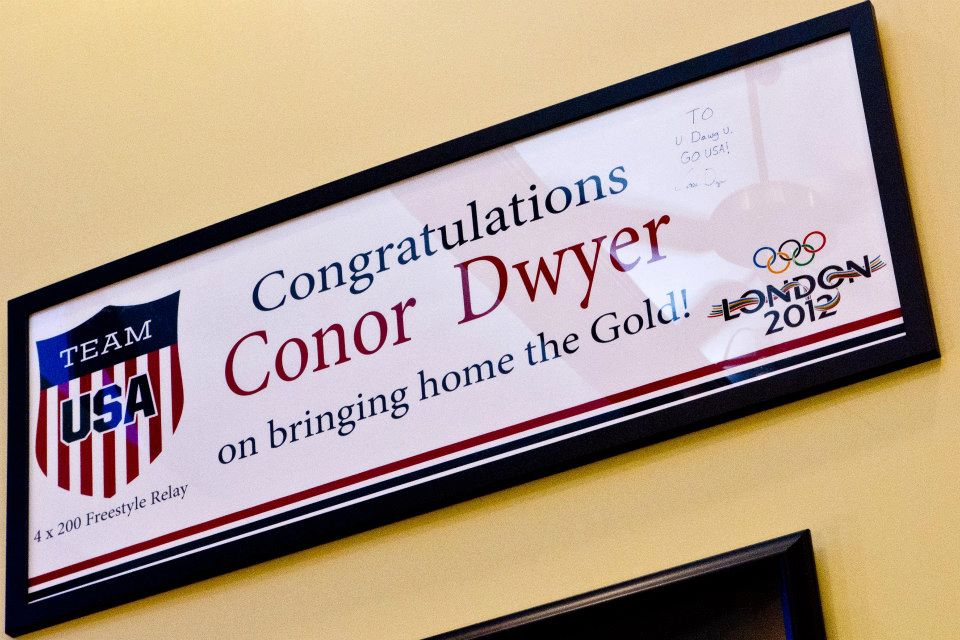 TO
U Dawg U.
GO USA!
Congratulations
Conor Dwyer
on bringing home the Gold!
TEAM
USA
4 x 200 Freestyle Relay
LONDON
2012